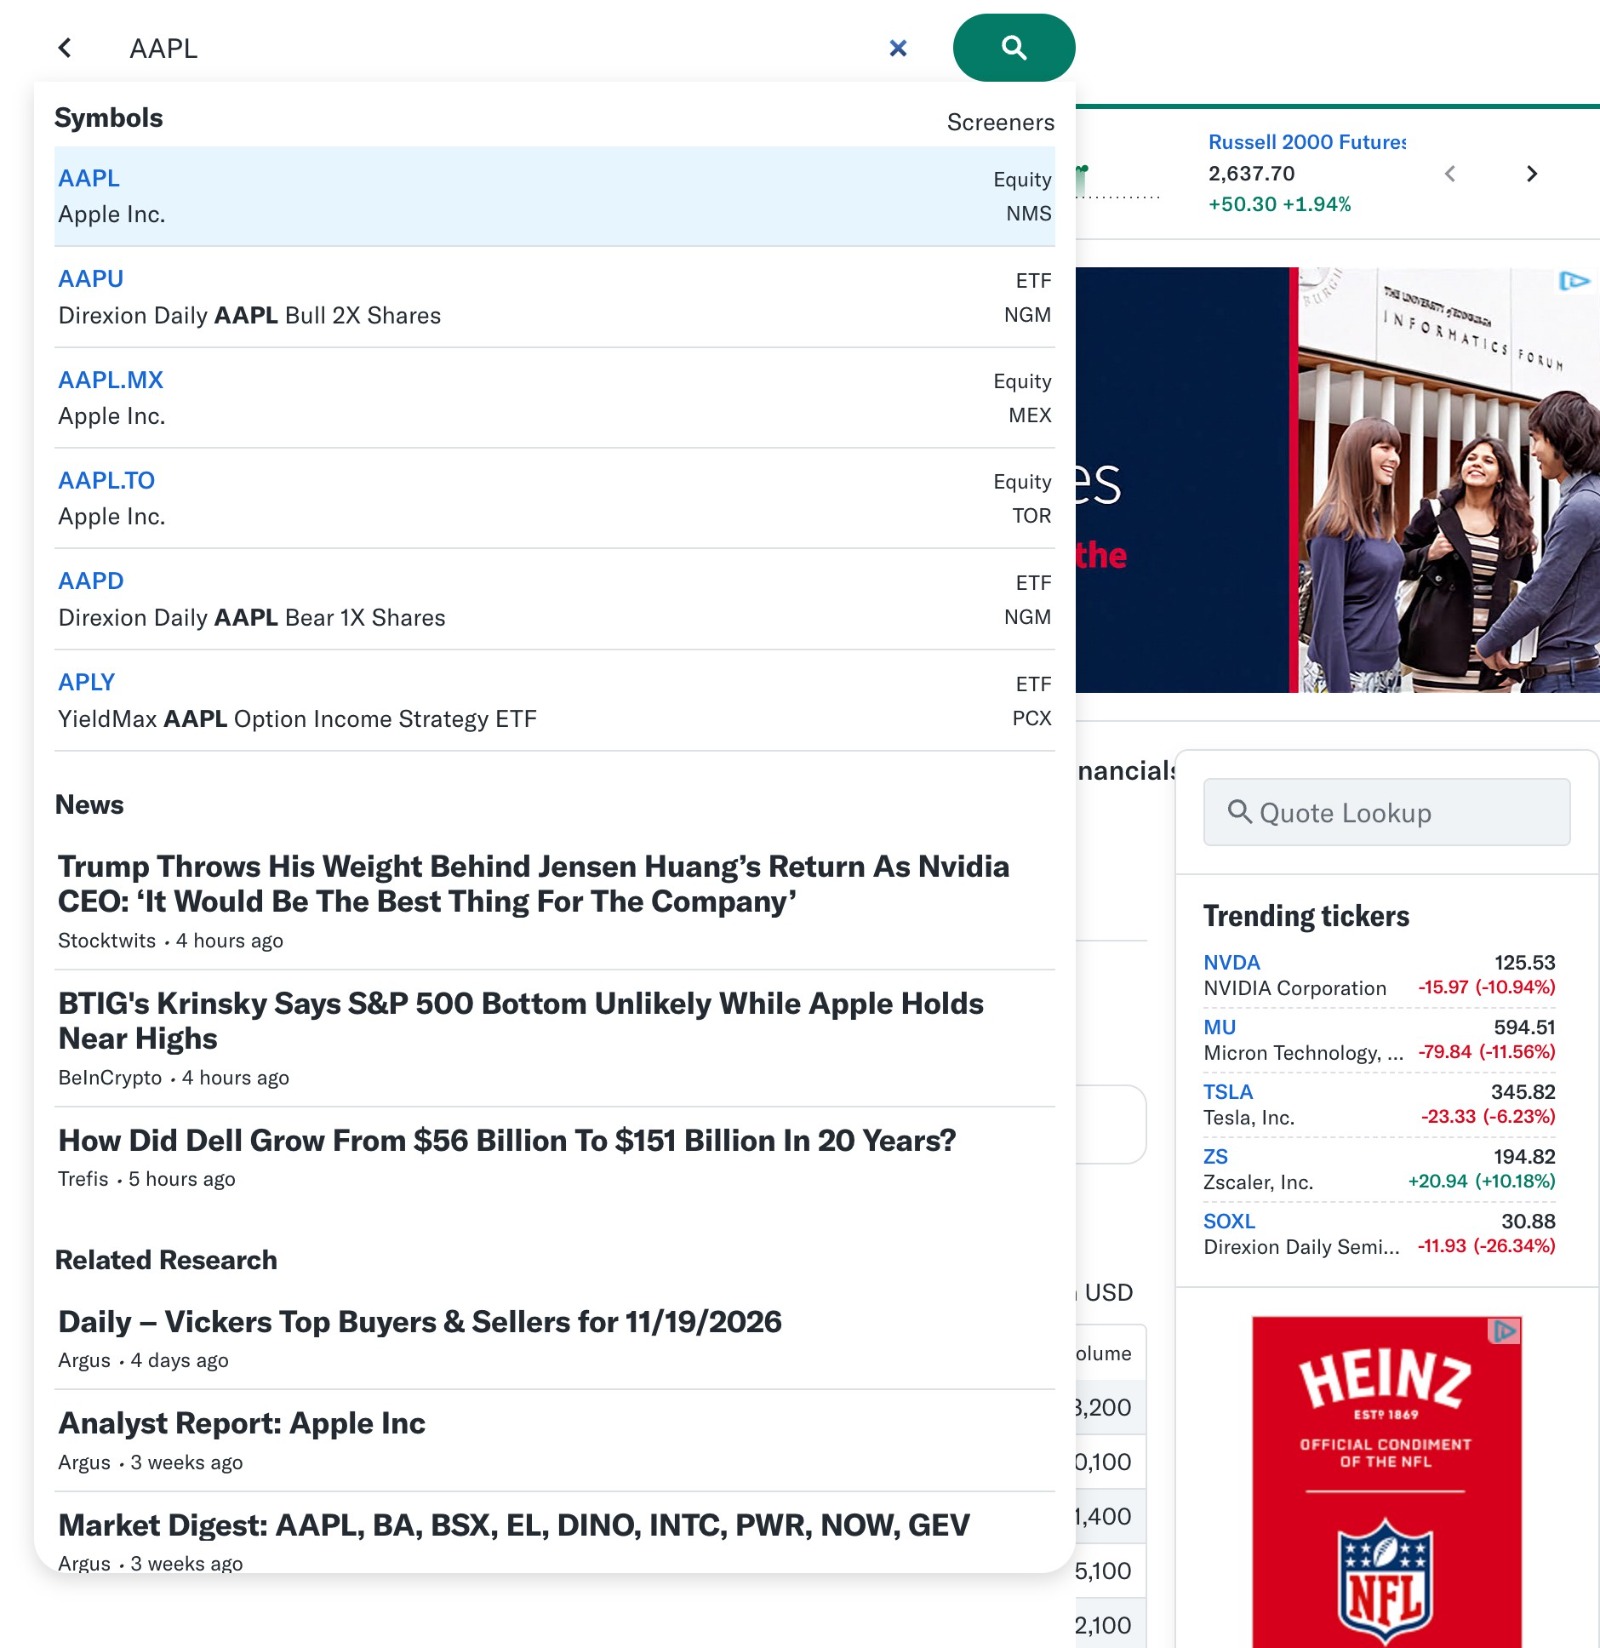 AAPL
Symbols
Screeners
AAPL
Equity
Apple Inc.
NMS
AAPU
ETF
Direxion Daily AAPL Bull 2X Shares
NGM
AAPL.MX
Equity
Apple Inc.
MEX
AAPL.TO
Equity
Apple Inc.
TOR
AAPD
ETF
Direxion Daily AAPL Bear 1X Shares
NGM
APLY
ETF
YieldMax AAPL Option Income Strategy ETF
PCX
News
Trump Throws His Weight Behind Jensen Huang’s Return As Nvidia
CEO: ‘It Would Be The Best Thing For The Company’
Stocktwits • 4 hours ago
BTIG's Krinsky Says S&P 500 Bottom Unlikely While Apple Holds
Near Highs
BeInCrypto • 4 hours ago
How Did Dell Grow From $56 Billion To $151 Billion In 20 Years?
Trefis • 5 hours ago
Related Research
Daily – Vickers Top Buyers & Sellers for 11/19/2026
Argus • 4 days ago
Analyst Report: Apple Inc
Argus • 3 weeks ago
Market Digest: AAPL, BA, BSX, EL, DINO, INTC, PWR, NOW, GEV
Argus • 3 weeks ago
Russell 2000 Futures
2,637.70
+50.30 +1.94%
THE UNIVERSITY of EDINBURGH
INFORMATICS FORUM
es
the
nancials
USD
olume
3,200
0,100
1,400
5,100
2,100
Quote Lookup
Trending tickers
NVDA
125.53
NVIDIA Corporation
-15.97 (-10.94%)
MU
594.51
Micron Technology, ...
-79.84 (-11.56%)
TSLA
345.82
Tesla, Inc.
-23.33 (-6.23%)
ZS
194.82
Zscaler, Inc.
+20.94 (+10.18%)
SOXL
30.88
Direxion Daily Semi...
-11.93 (-26.34%)
HEINZ
ESTD 1869
OFFICIAL CONDIMENT
OF THE NFL
NFL